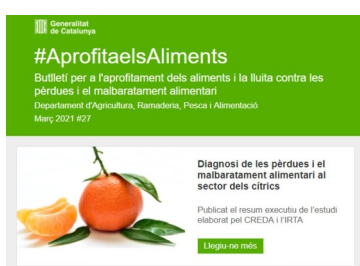 Generalitat
de Catalunya
#AprofitaelsAliments
Butlletí per a l'aprofitament dels aliments i la lluita contra les
pèrdues i el malbaratament alimentari
Departament d'Agricultura, Ramaderia, Pesca i Alimentació
Març 2021 #27
Diagnosi de les pèrdues i el
malbaratament alimentari al
sector dels cítrics
Publicat el resum executiu de l'estudi
elaborat pel CREDA i l'IRTA
Llegiu-ne més